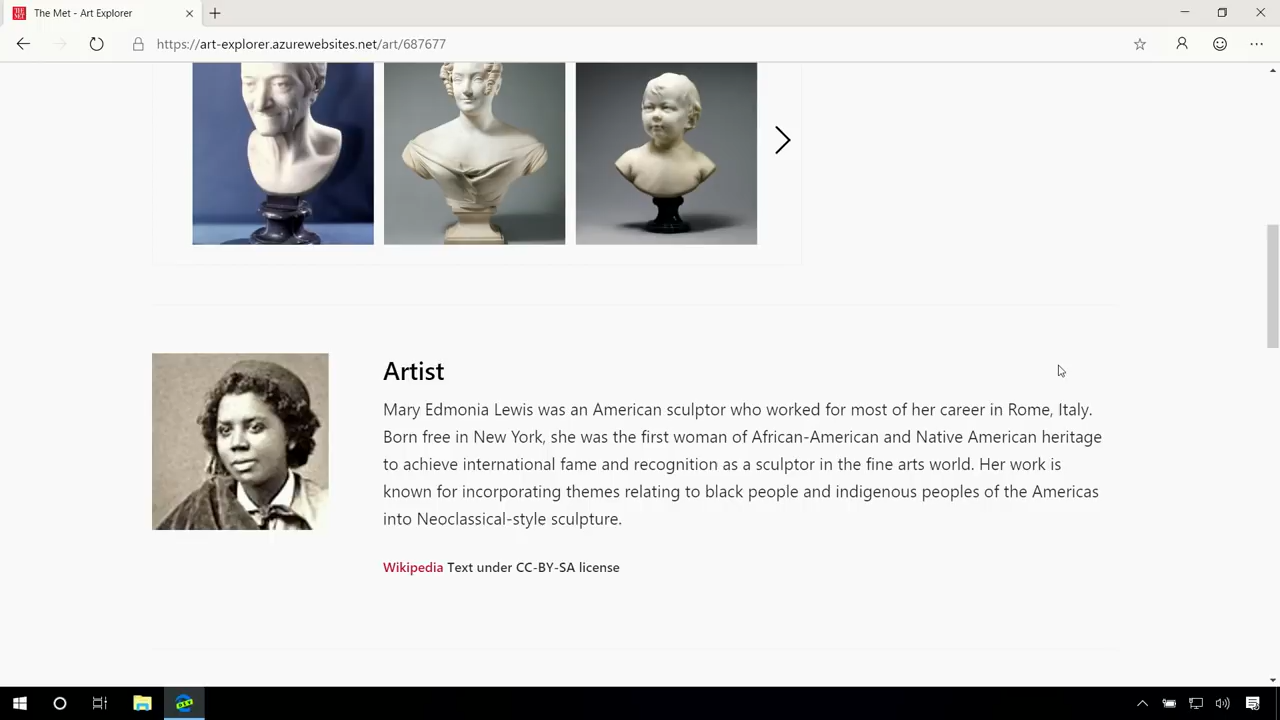 The Met - Art Explorer
https://art-explorer.azurewebsites.net/art/687677
Artist
Mary Edmonia Lewis was an American sculptor who worked for most of her career in Rome, Italy.
Born free in New York, she was the first woman of African-American and Native American heritage
to achieve international fame and recognition as a sculptor in the fine arts world. Her work is
known for incorporating themes relating to black people and indigenous peoples of the Americas
into Neoclassical-style sculpture.
Wikipedia Text under CC-BY-SA license